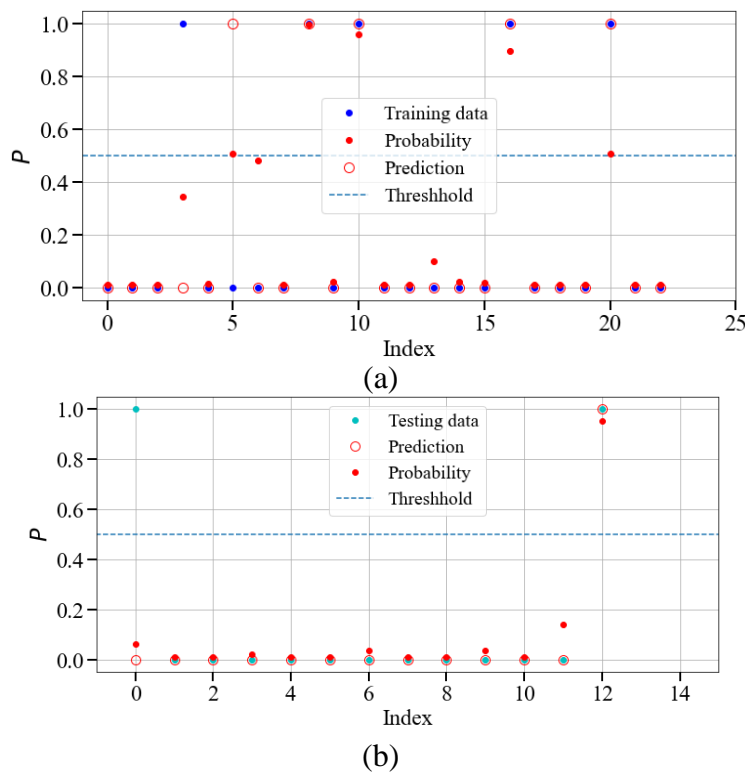 1.0
0.8
0.6
0.4
0.2
0.0
P
Training data
Probability
Prediction
Threshhold
0 5 10 15 20 25
Index
(a)
1.0
0.8
0.6
0.4
0.2
0.0
P
Testing data
Prediction
Probability
Threshhold
0 2 4 6 8 10 12 14
Index
(b)